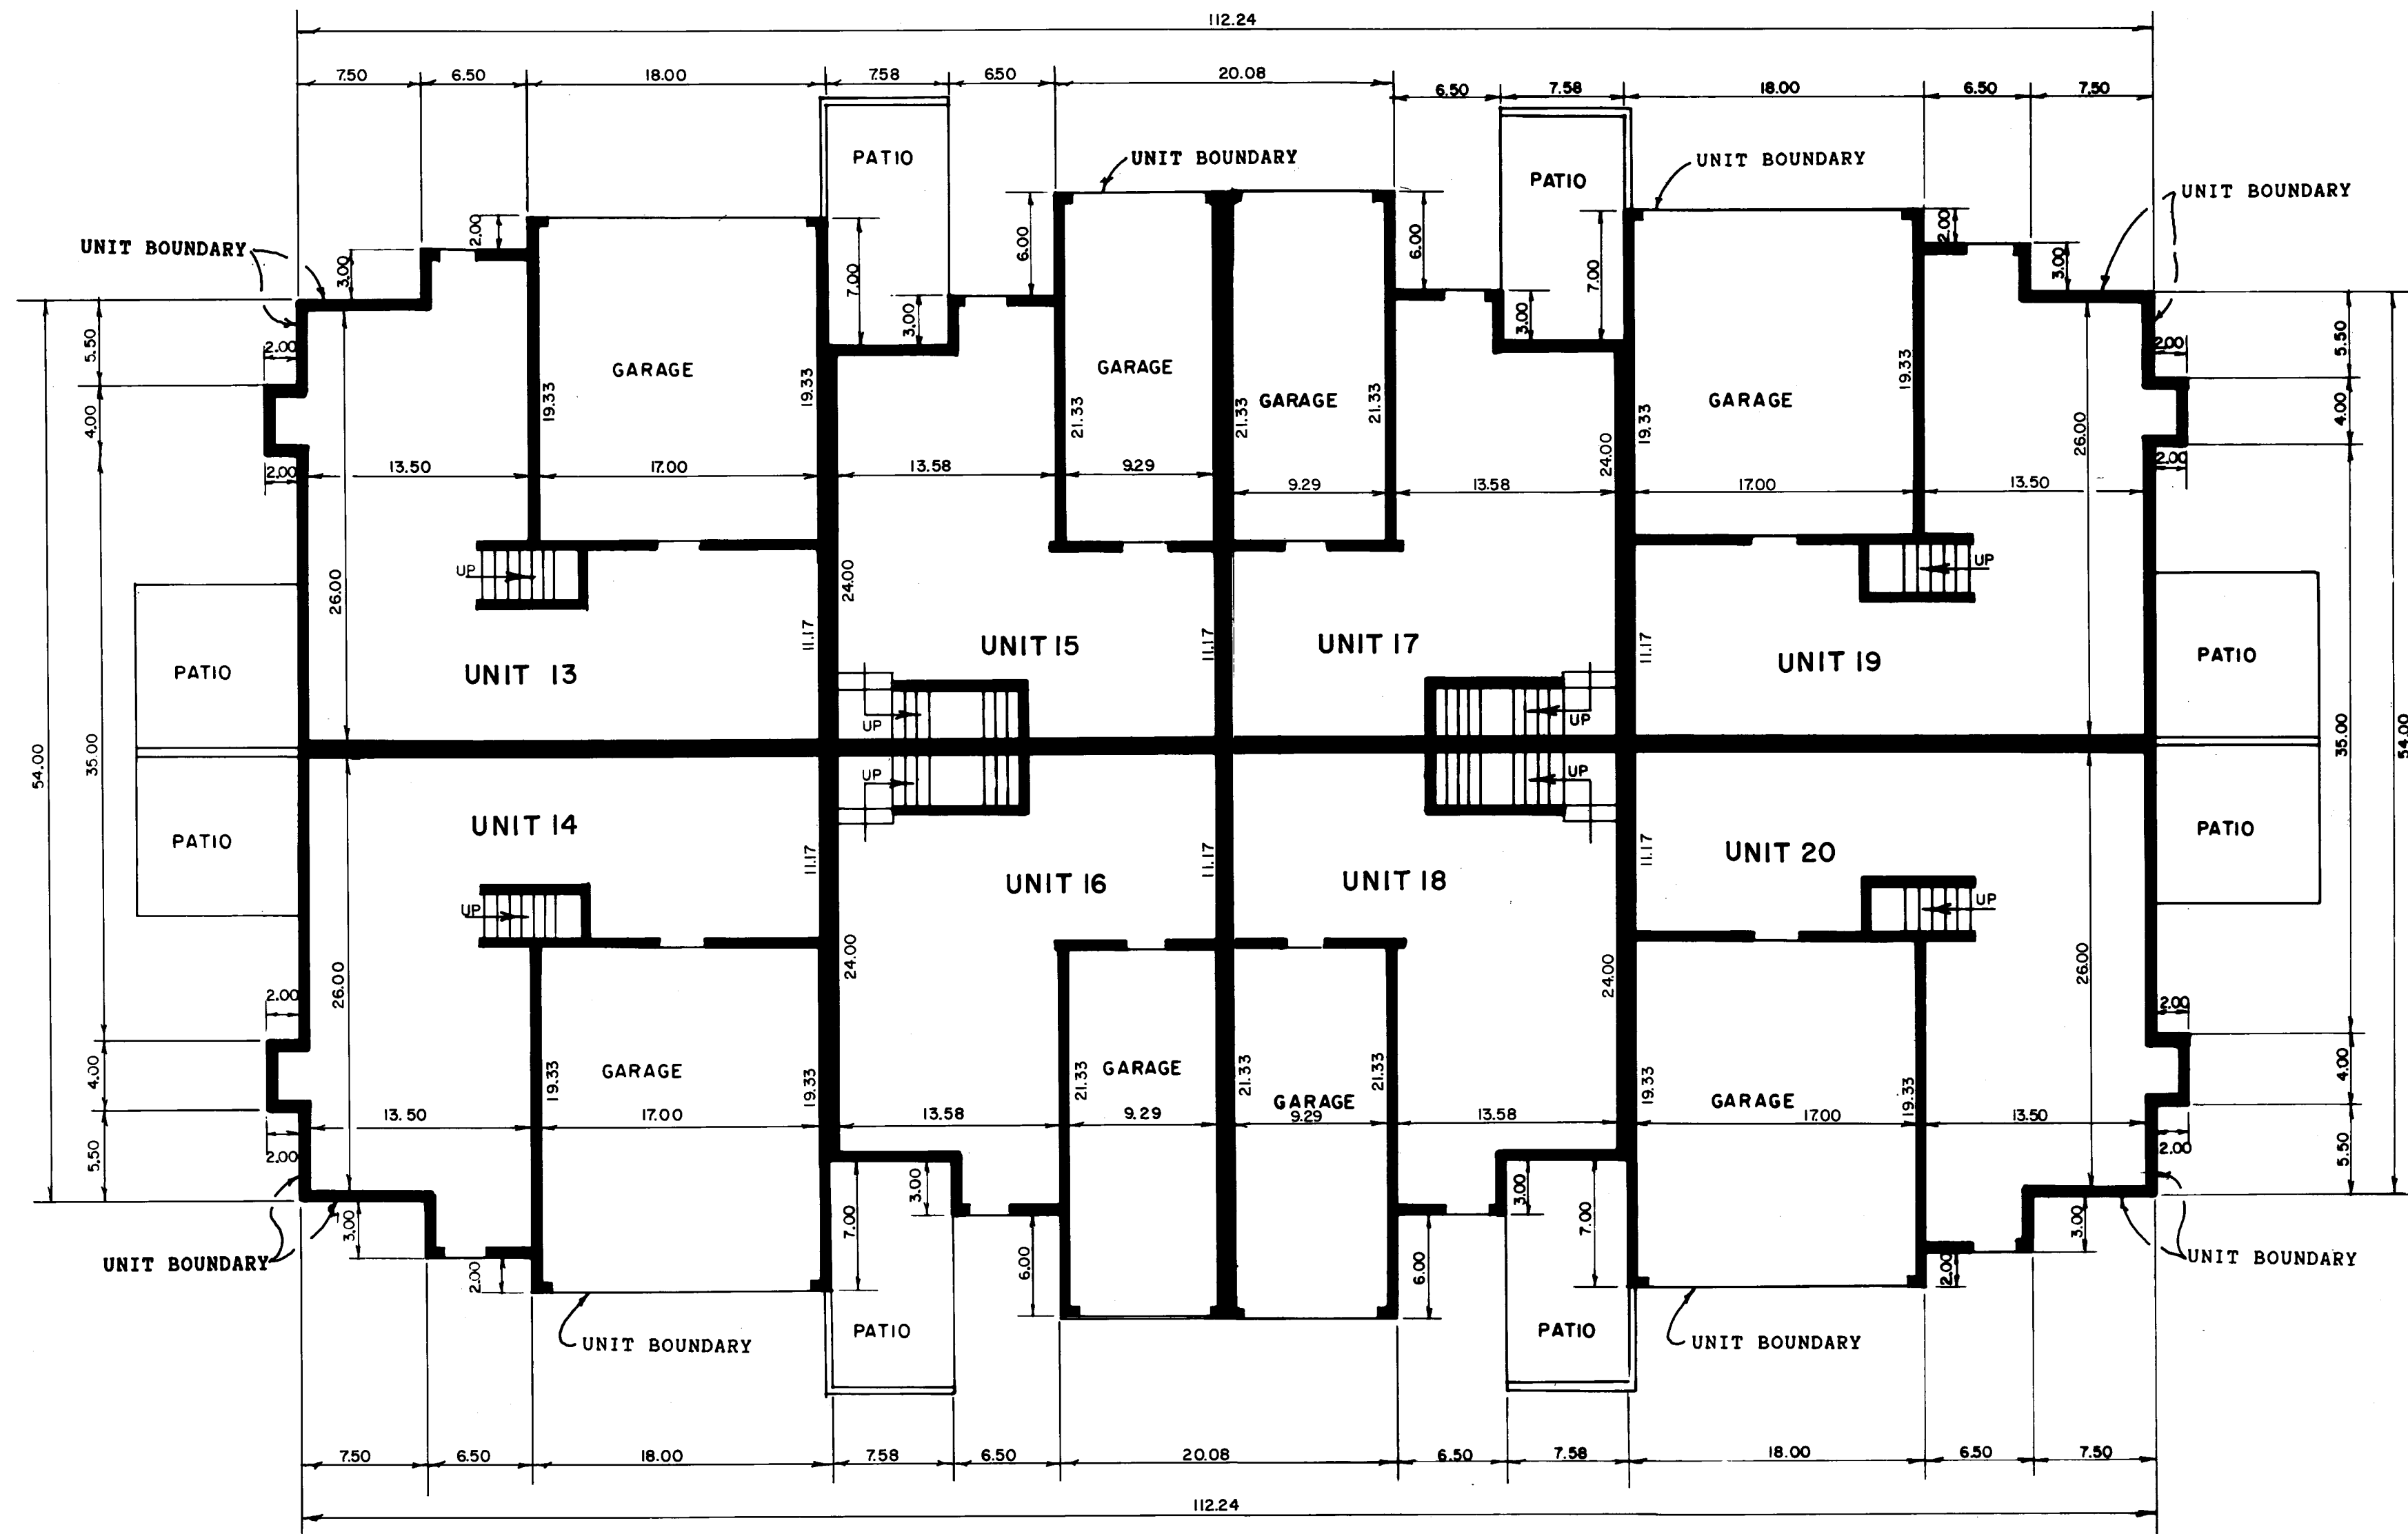 112.24
7.50 6.50 18.00 7.58 6.50 20.08 6.50 7.58 18.00 6.50 7.50
PATIO UNIT BOUNDARY PATIO UNIT BOUNDARY UNIT BOUNDARY
UNIT BOUNDARY 2.00 6.00 6.00 2.00
3.00 7.00 7.00 3.00
3.00 3.00
5.50 2.00 2.00 5.50
GARAGE GARAGE GARAGE GARAGE
4.00 19.33 19.33 21.33 21.33 21.33 19.33 19.33 26.00 4.00
2.00 13.50 17.00 13.58 9.29 9.29 13.58 24.00 17.00 13.50 2.00
UP 26.00 24.00 UP
11.17 11.17 11.17
PATIO UNIT 13 UNIT 15 UNIT 17 UNIT 19 PATIO
UP UP
54.00 35.00 35.00 54.00
UP UP
PATIO UNIT 14 UNIT 16 UNIT 18 UNIT 20 PATIO
11.17 11.17 11.17
UP UP
26.00 24.00 24.00 26.00
2.00 2.00
4.00 19.33 19.33 21.33 21.33 21.33 19.33 19.33 4.00
GARAGE GARAGE GARAGE GARAGE
13.50 17.00 13.58 9.29 9.29 13.58 17.00 13.50
5.50 2.00 2.00 5.50
3.00 3.00
3.00 7.00 7.00 3.00
UNIT BOUNDARY 2.00 6.00 6.00 2.00 UNIT BOUNDARY
UNIT BOUNDARY PATIO PATIO UNIT BOUNDARY
7.50 6.50 18.00 7.58 6.50 20.08 6.50 7.58 18.00 6.50 7.50
112.24